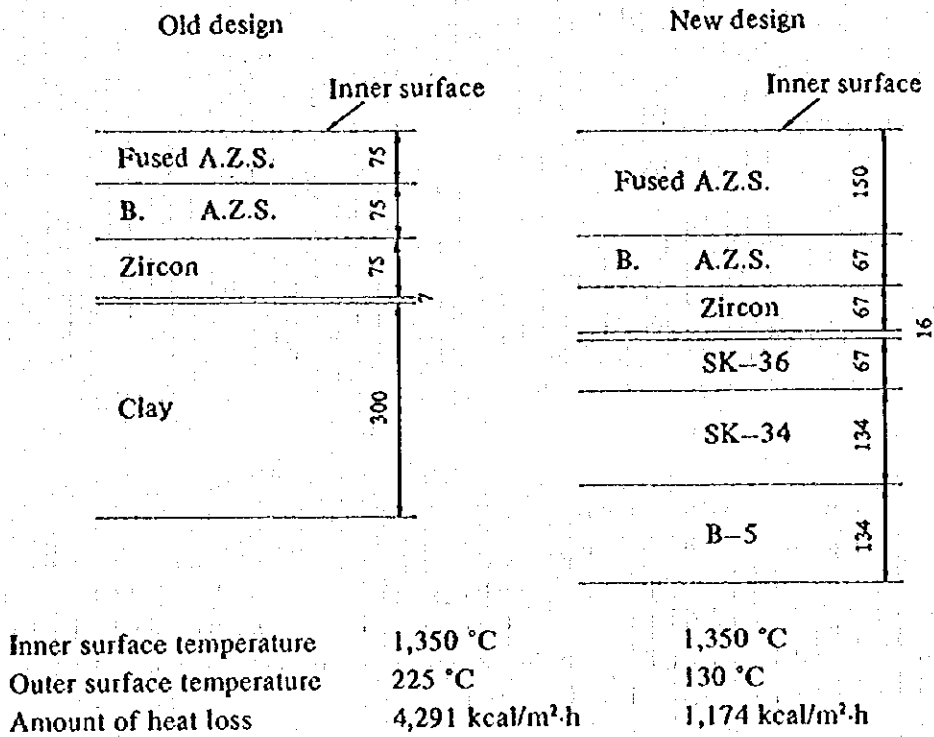 Old design
New design
Inner surface
Inner surface
Fused A.Z.S. 75
B. A.Z.S. 75
Zircon 75
7
Clay 300
Fused A.Z.S. 150
B. A.Z.S. 67
Zircon 67
16
SK-36 67
SK-34 134
B-5 134
Inner surface temperature 1,350 °C 1,350 °C
Outer surface temperature 225 °C 130 °C
Amount of heat loss 4,291 kcal/m²·h 1,174 kcal/m²·h